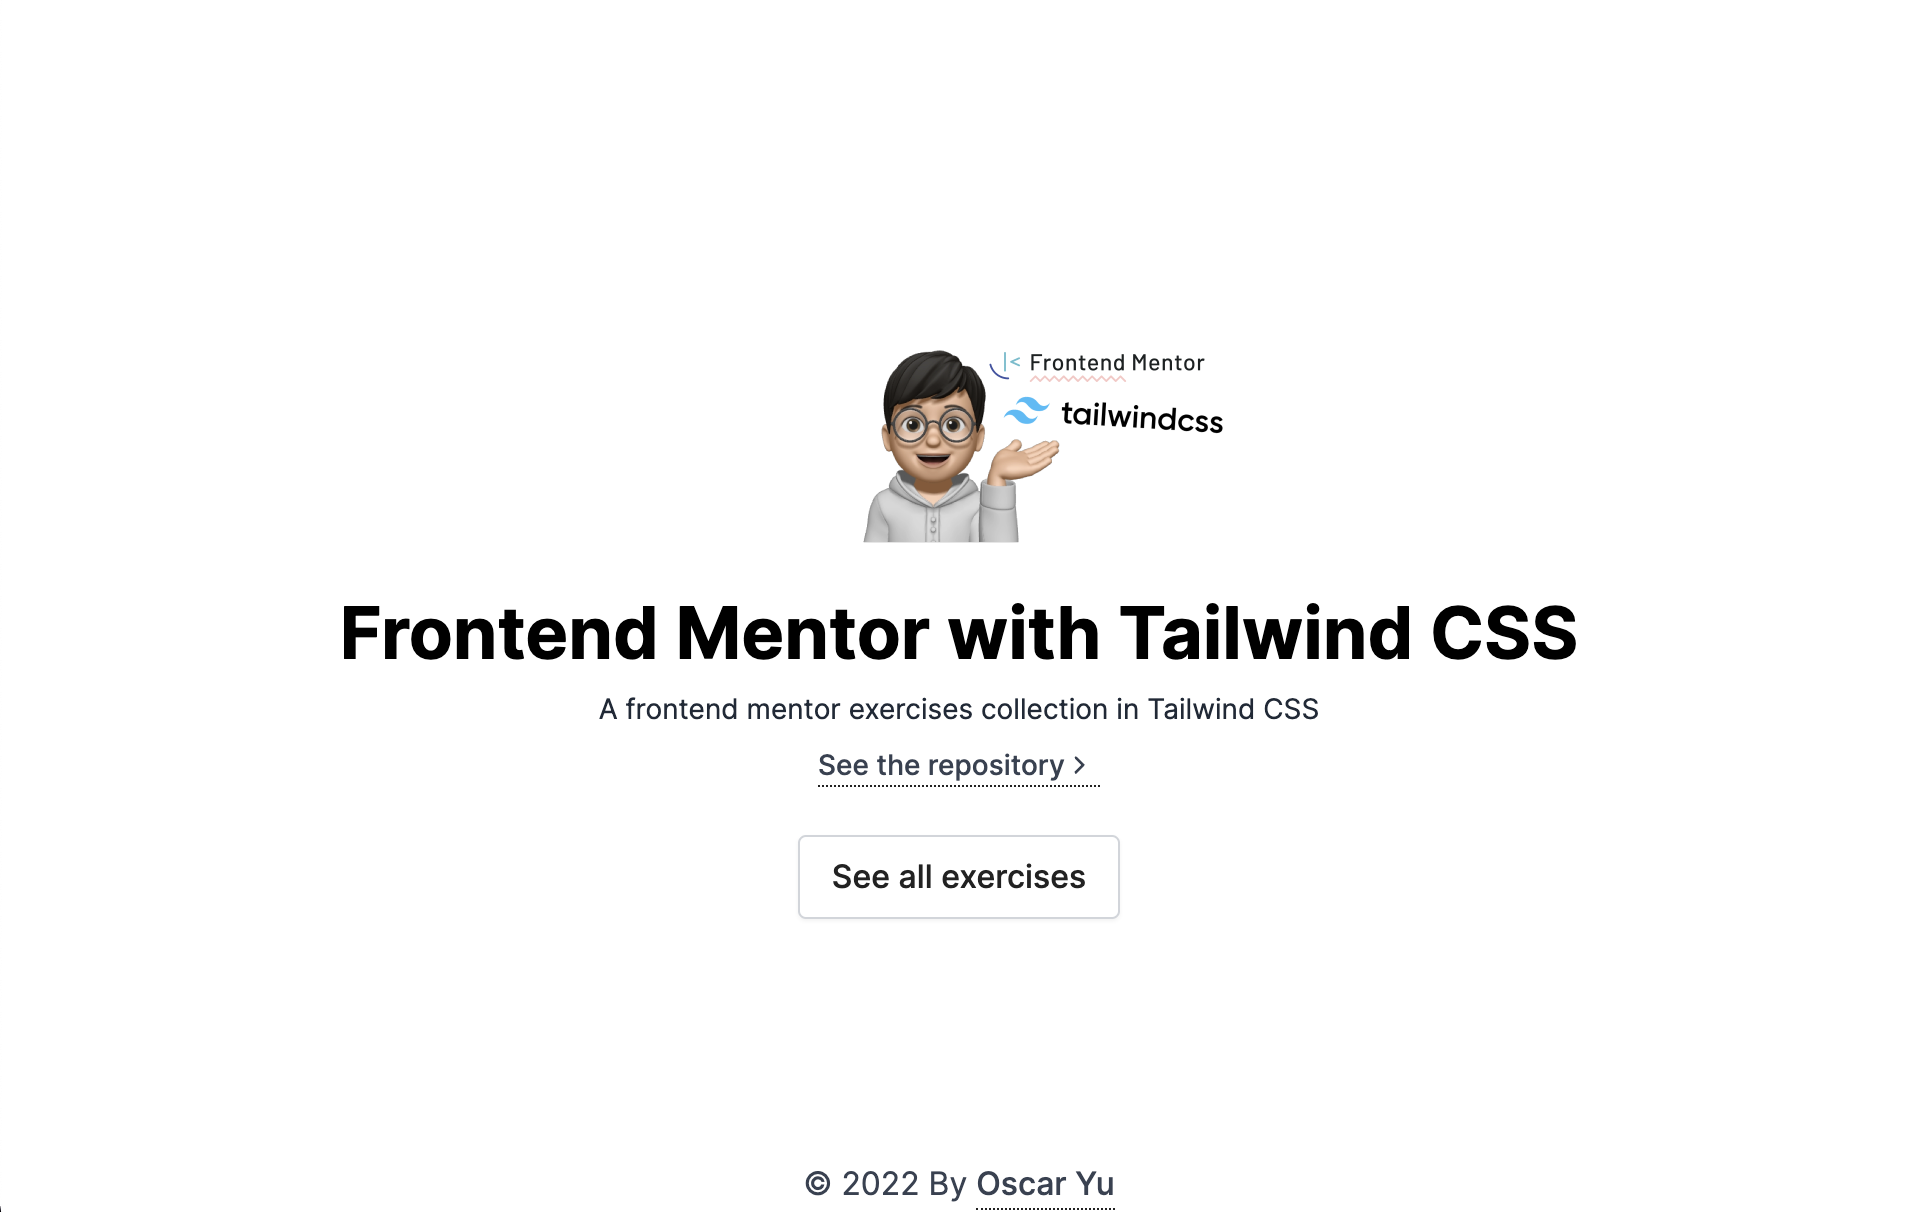 Frontend Mentor
tailwindcss
Frontend Mentor with Tailwind CSS
A frontend mentor exercises collection in Tailwind CSS
See the repository >
See all exercises
© 2022 By Oscar Yu